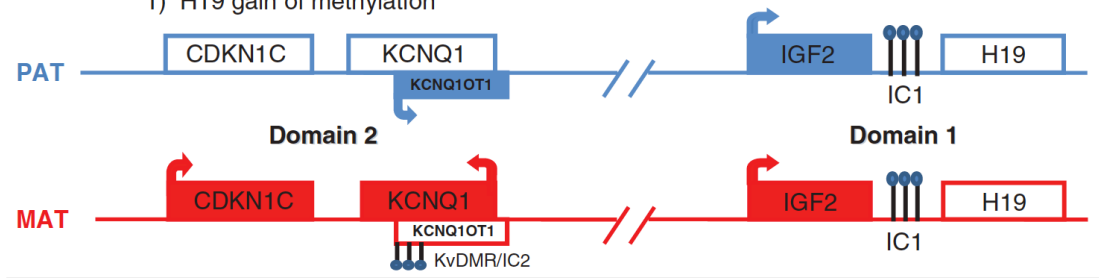 1) H19 gain of methylation
CDKN1C KCNQ1 IGF2 H19
PAT
KCNQ1OT1
IC1
Domain 2 Domain 1
CDKN1C KCNQ1 IGF2 H19
MAT
KCNQ1OT1
IC1
KvDMR/IC2